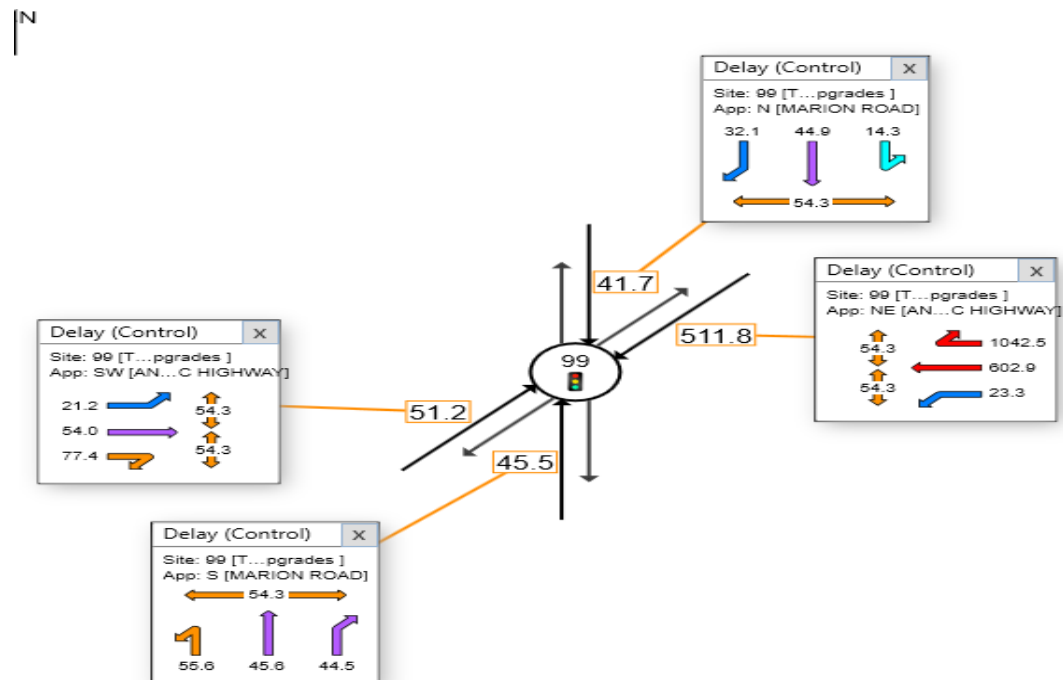 N
Delay (Control) X
Site: 99 [T...pgrades ]
App: N [MARION ROAD]
32.1 44.9 14.3
54.3
41.7
Delay (Control) X
Site: 99 [T...pgrades ]
App: NE [AN...C HIGHWAY]
54.3
54.3
1042.5
602.9
23.3
511.8
99
Delay (Control) X
Site: 99 [T...pgrades ]
App: SW [AN...C HIGHWAY]
21.2
54.0
77.4
54.3
54.3
51.2
45.5
Delay (Control) X
Site: 99 [T...pgrades ]
App: S [MARION ROAD]
54.3
55.6 45.6 44.5